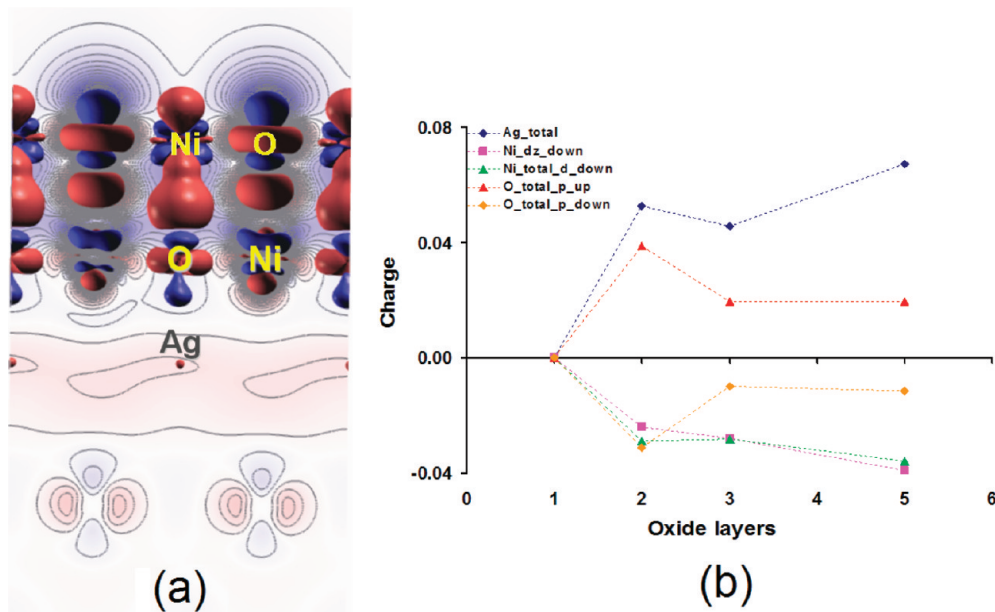 Ni O
O Ni
Ag
(a)
0.08
0.04
0.00
-0.04
Charge
Ag_total
Ni_dz_down
Ni_total_d_down
O_total_p_up
O_total_p_down
0 1 2 3 4 5 6
Oxide layers
(b)